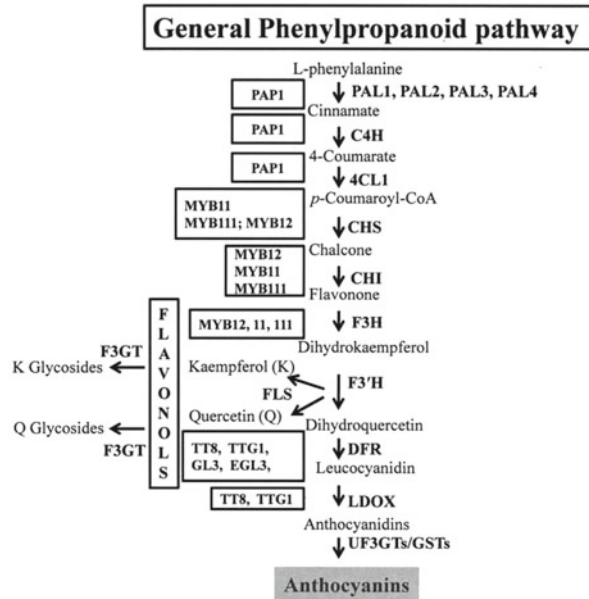 General Phenylpropanoid pathway
L-phenylalanine
PAP1
PAL1, PAL2, PAL3, PAL4
Cinnamate
PAP1
C4H
4-Coumarate
PAP1
4CL1
p-Coumaroyl-CoA
MYB11
MYB111; MYB12
CHS
Chalcone
MYB12
MYB11
MYB111
CHI
Flavonone
MYB12, 11, 111
F3H
Dihydrokaempferol
FLAVONOLS
F3GT
K Glycosides
Kaempferol (K)
F3'H
FLS
Quercetin (Q)
Q Glycosides
F3GT
Dihydroquercetin
TT8, TTG1,
GL3, EGL3,
DFR
Leucocyanidin
TT8, TTG1
LDOX
Anthocyanidins
UF3GTs/GSTs
Anthocyanins